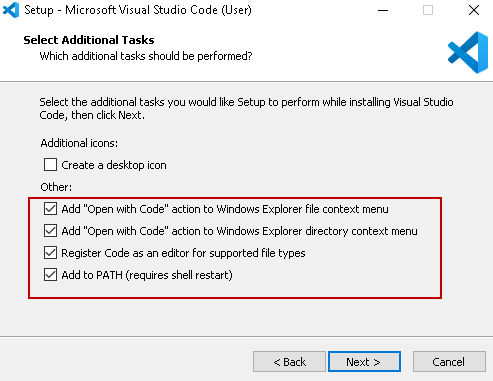 Setup - Microsoft Visual Studio Code (User)
Select Additional Tasks
Which additional tasks should be performed?
Select the additional tasks you would like Setup to perform while installing Visual Studio
Code, then click Next.
Additional icons:
Create a desktop icon
Other:
Add "Open with Code" action to Windows Explorer file context menu
Add "Open with Code" action to Windows Explorer directory context menu
Register Code as an editor for supported file types
Add to PATH (requires shell restart)
< Back Next > Cancel